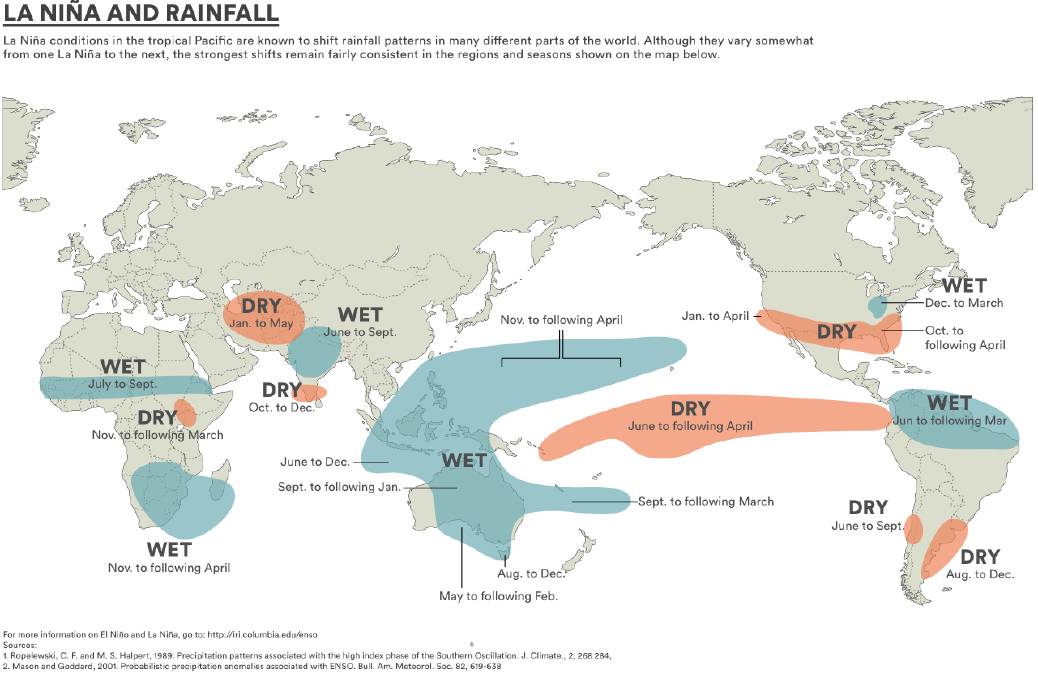 LA NIÑA AND RAINFALL
La Niña conditions in the tropical Pacific are known to shift rainfall patterns in many different parts of the world. Although they vary somewhat
from one La Niña to the next, the strongest shifts remain fairly consistent in the regions and seasons shown on the map below.
DRY
Jan. to May
WET
June to Sept.
WET
July to Sept.
DRY
Oct. to Dec.
DRY
Nov. to following March
WET
Nov. to following April
Nov. to following April
DRY
June to following April
WET
June to Dec.
Sept. to following Jan.
Sept. to following March
Aug. to Dec.
May to following Feb.
WET
Dec. to March
Jan. to April
DRY
Oct. to
following April
WET
Jun to following Mar
DRY
June to Sept.
DRY
Aug. to Dec.
For more information on El Niño and La Niña, go to: http://iri.columbia.edu/enso
Sources:
1. Ropelewski, C. F. and M. S. Halpert, 1989: Precipitation patterns associated with the high index phase of the Southern Oscillation. J. Climate., 2, 268 284,
2. Mason and Goddard, 2001. Probabilistic precipitation anomalies associated with ENSO. Bull. Am. Meteorol. Soc. 82, 619-638